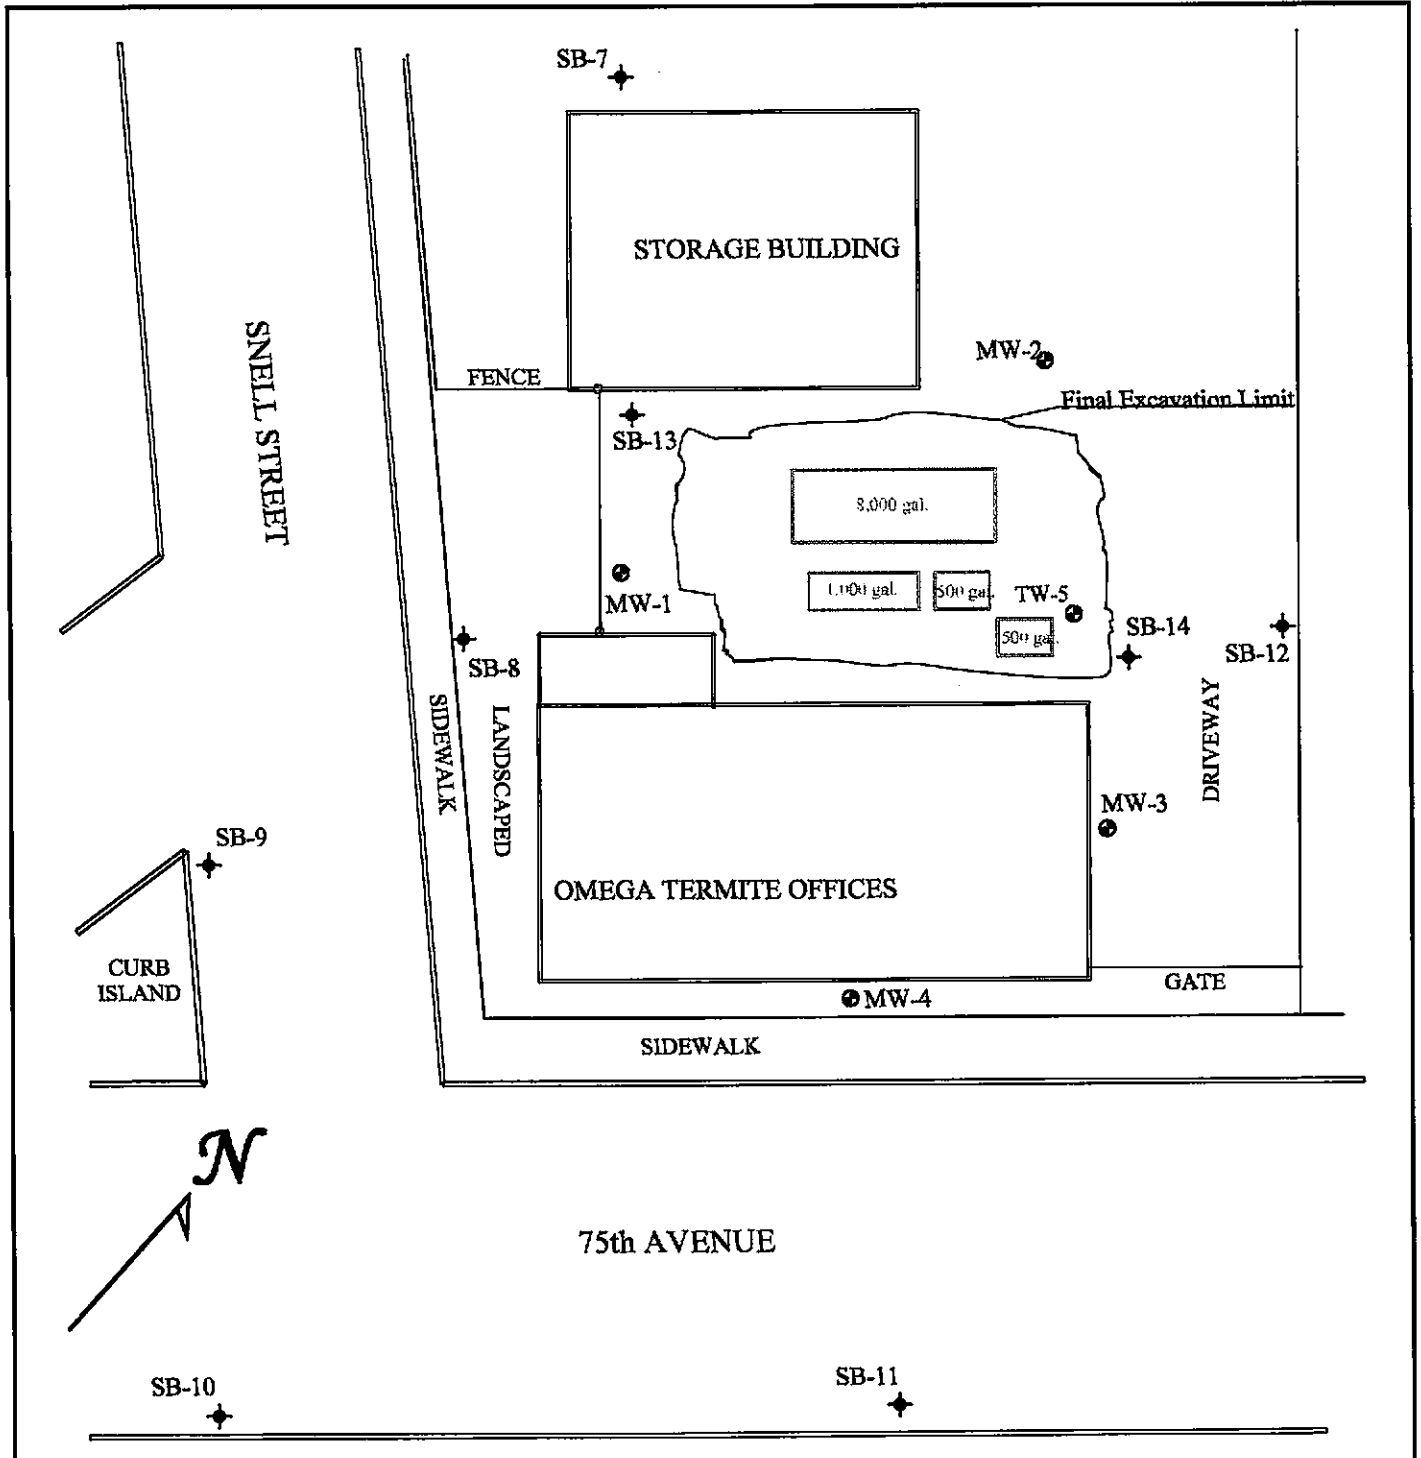 SB-7
STORAGE BUILDING
SNELL STREET
MW-2
FENCE
Final Excavation Limit
SB-13
8,000 gal.
1,000 gal.
500 gal.
TW-5
MW-1
SB-14
500 gal.
SB-8
SB-12
SIDEWALK
LANDSCAPED
DRIVEWAY
MW-3
SB-9
OMEGA TERMITE OFFICES
CURB
ISLAND
GATE
MW-4
SIDEWALK
N
75th AVENUE
SB-10
SB-11